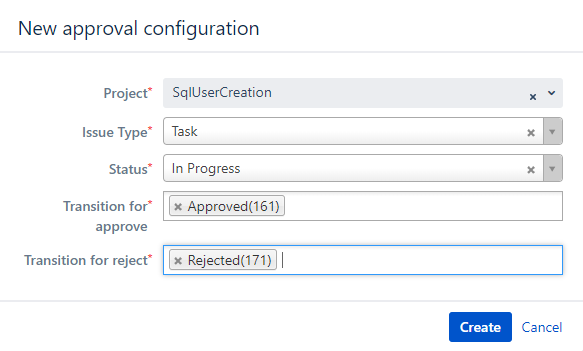 New approval configuration
Project* SqlUserCreation
Issue Type* Task
Status* In Progress
Transition for* approve Approved(161)
Transition for reject* Rejected(171)
Create Cancel